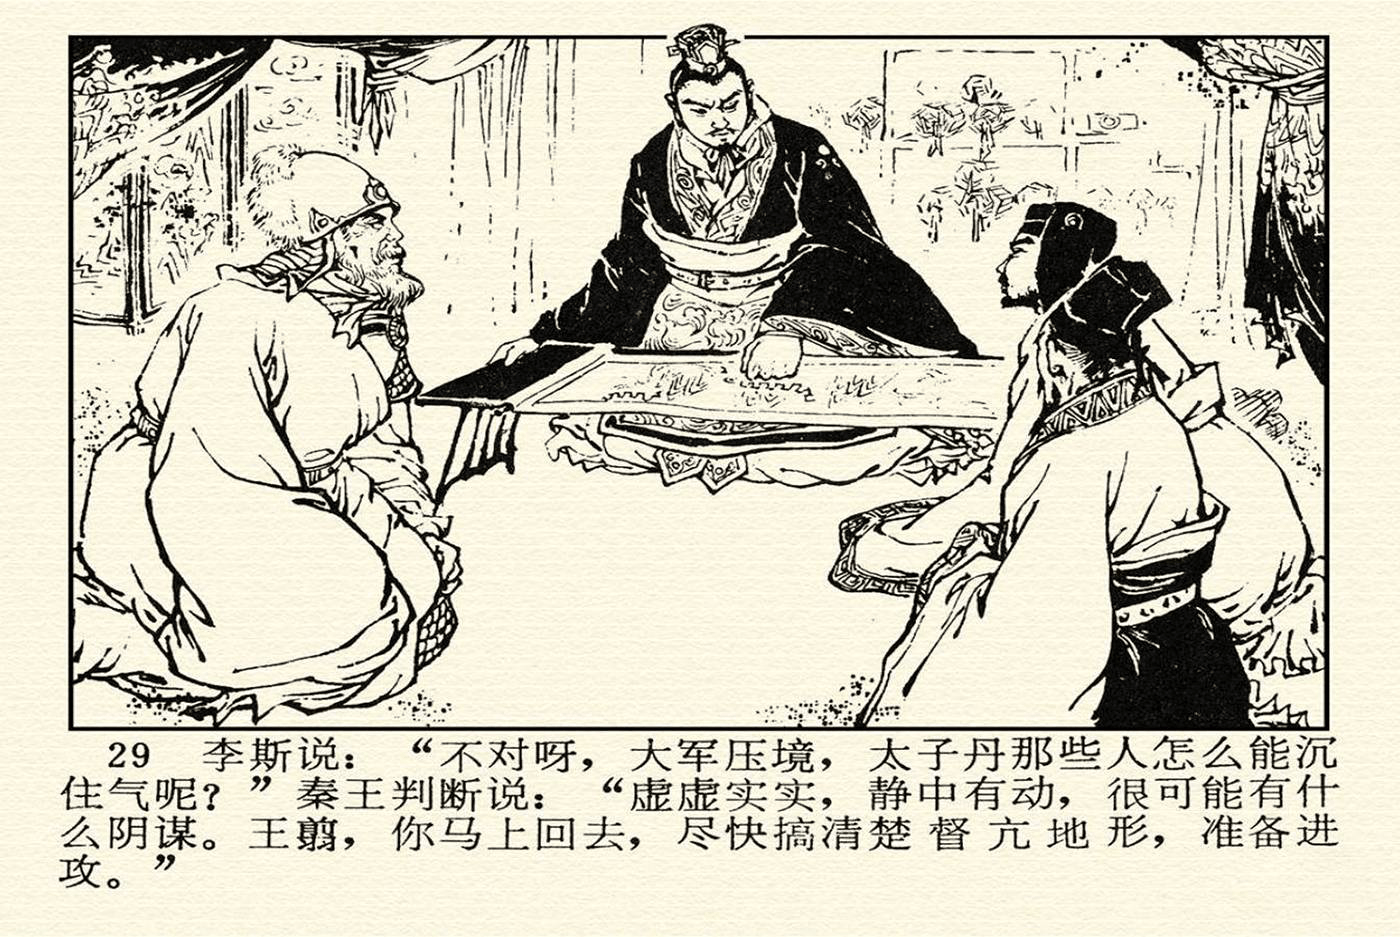 29 李斯说：“不对呀，大军压境，太子丹那些人怎么能沉
住气呢？”秦王判断说：“虚虚实实，静中有动，很可能有什
么阴谋。王翦，你马上回去，尽快搞清楚督亢地形，准备进
攻。”